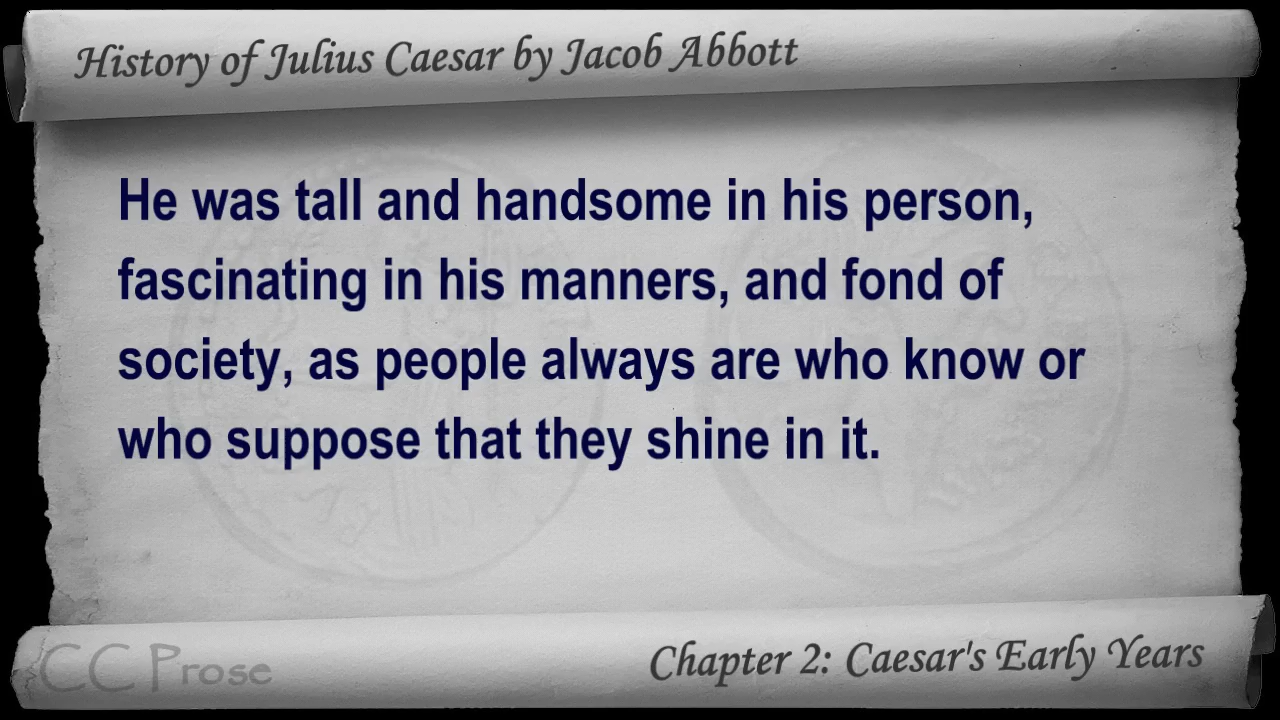 History of Julius Caesar by Jacob Abbott
He was tall and handsome in his person,
fascinating in his manners, and fond of
society, as people always are who know or
who suppose that they shine in it.
CC Prose
Chapter 2: Caesar's Early Years